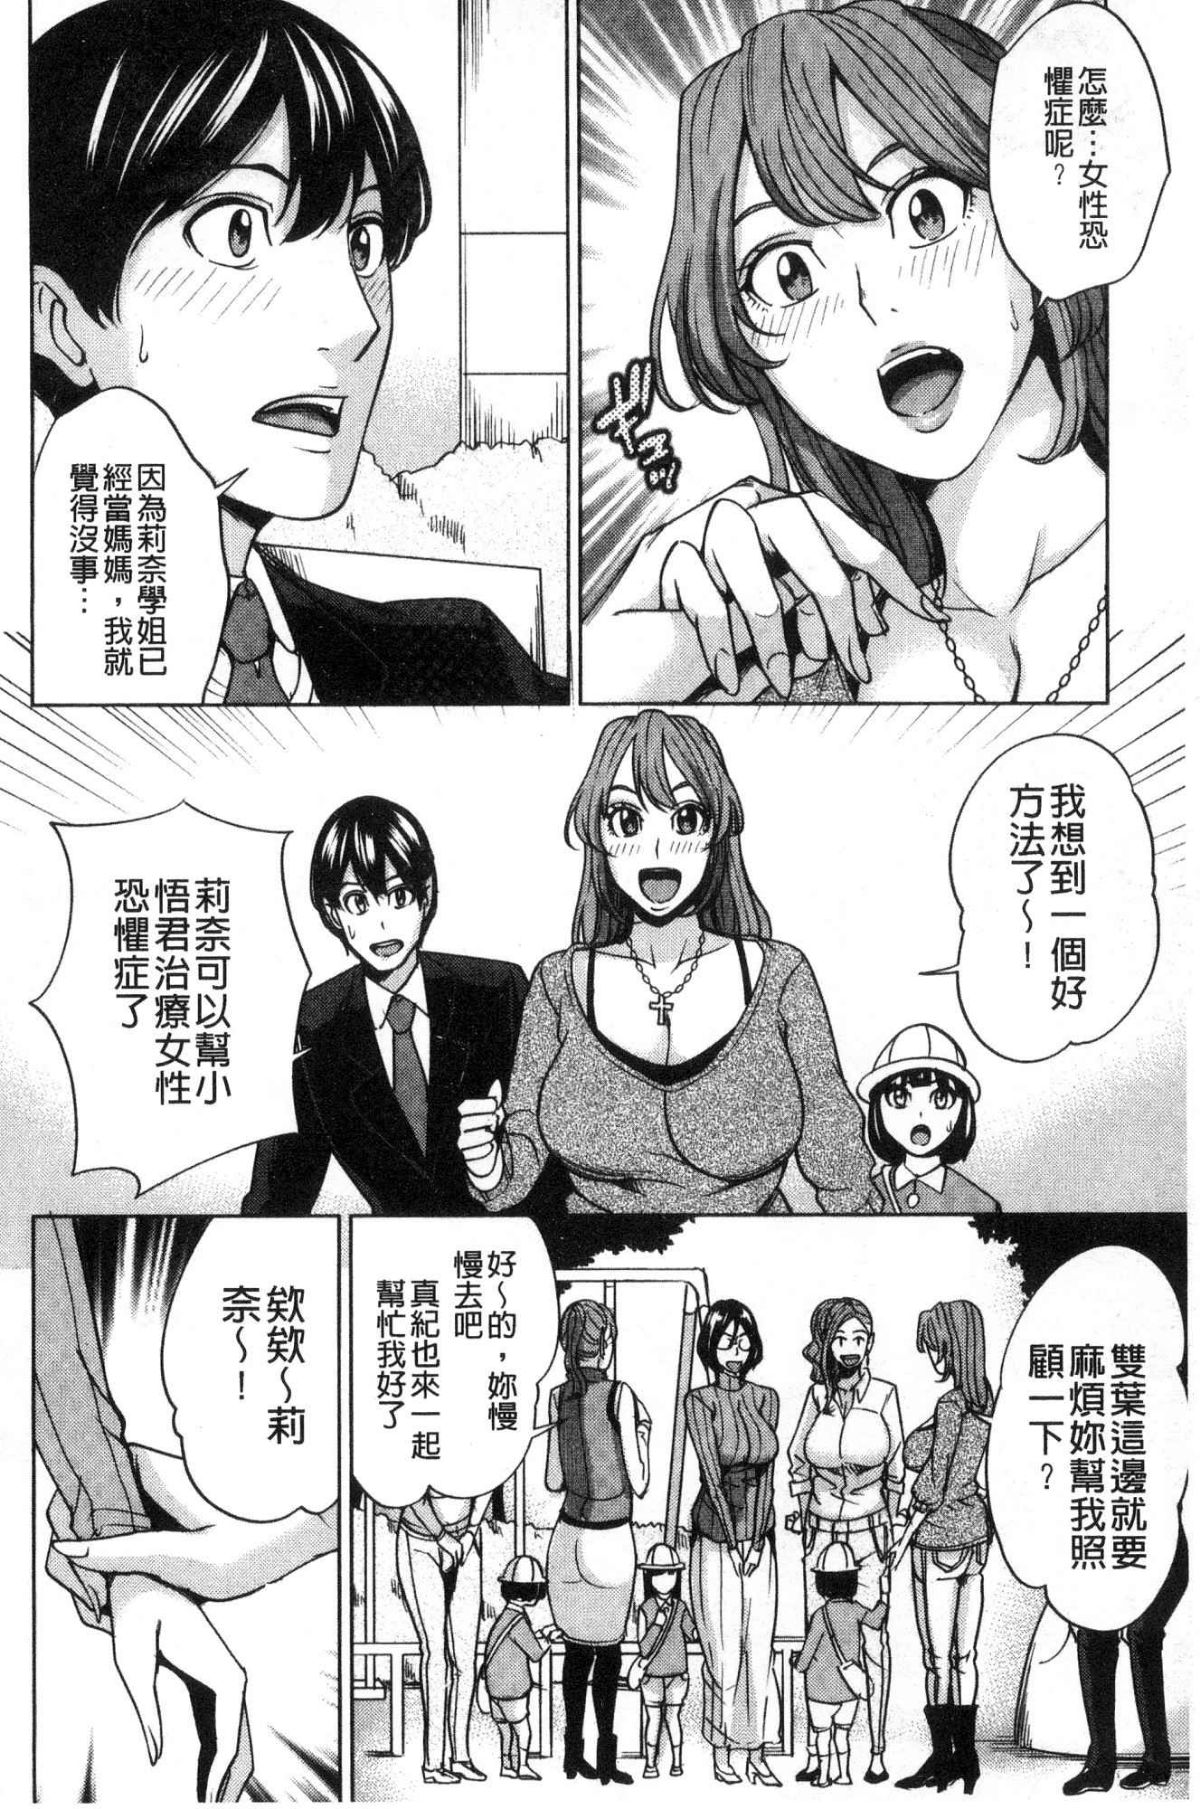 怎麼…女性恐
懼症呢？
ギュッ
因為莉奈學姐已
經當媽媽，我就
覺得沒事…
我想到一個好
方法了～！
莉奈可以幫小
悟君治療女性
恐懼症了
雙葉這邊就要
麻煩妳幫我照
顧一下？
好～的，妳慢
慢去吧
真紀也來一起
幫忙我好了
欸欸～莉
奈～！